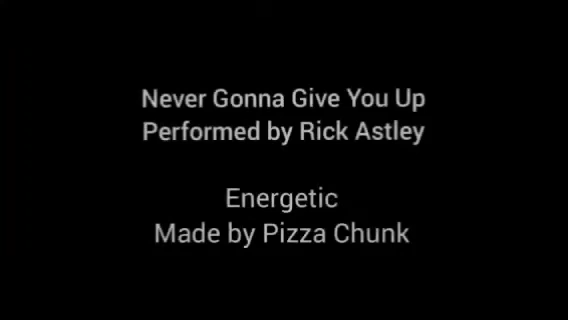 Never Gonna Give You Up
Performed by Rick Astley
Energetic
Made by Pizza Chunk